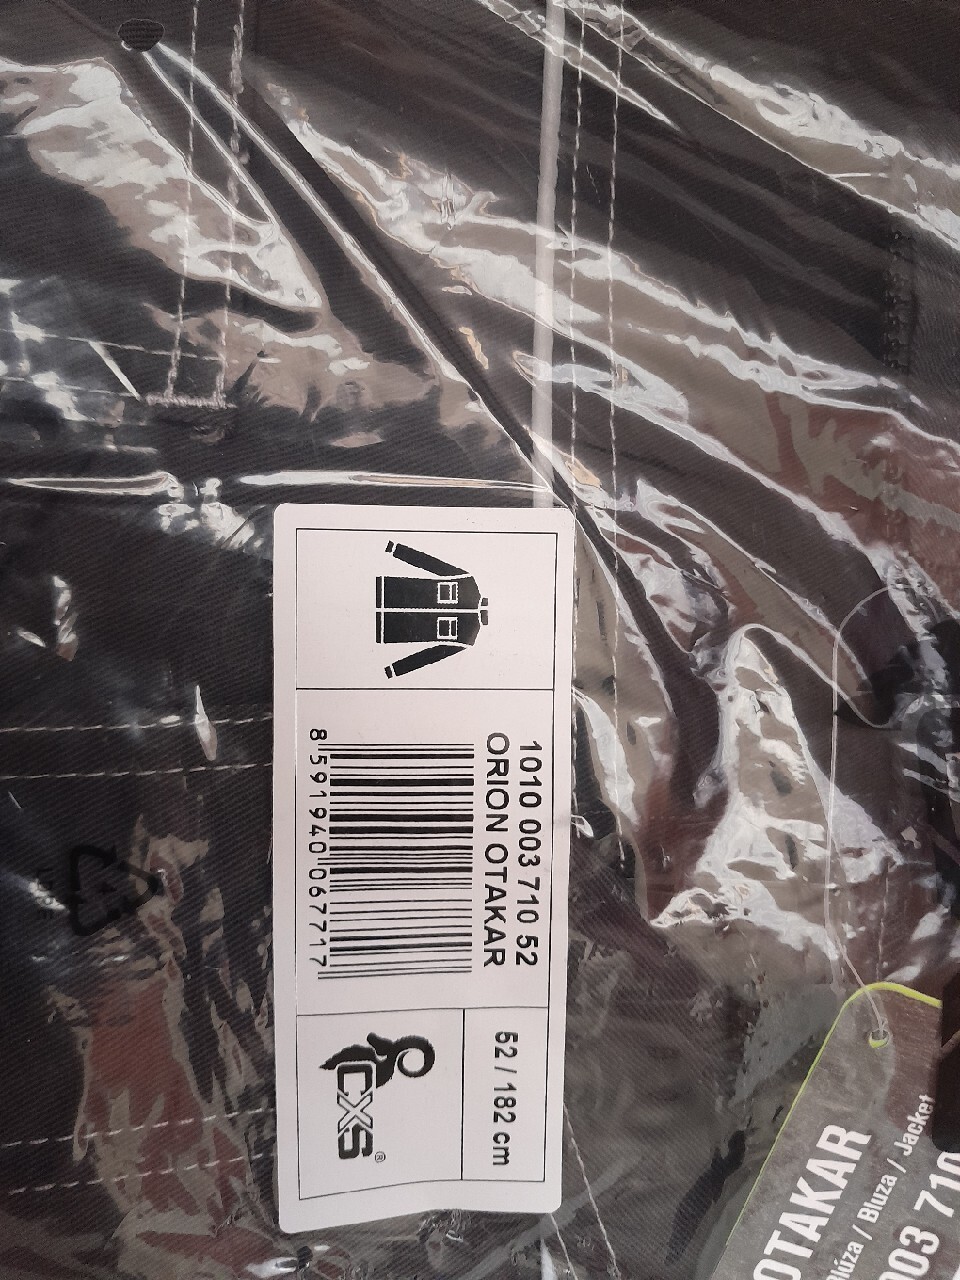 1010 003 710 52
ORION OTAKAR
8 591940 067717
52 / 182 cm
CXS®
OTAKAR
Bluza / Jacket
003 710